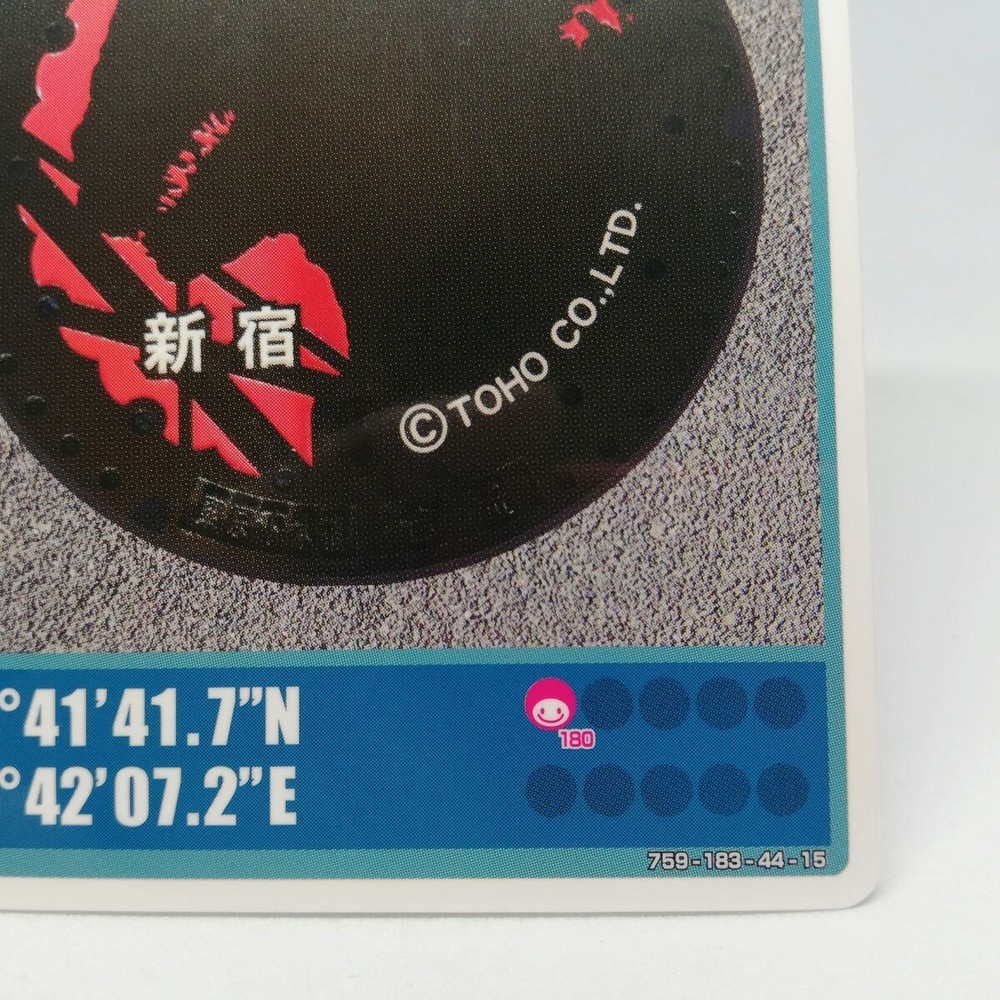 新宿
©TOHO CO.,LTD.
°41’41.7”N
°42’07.2”E
180
759-183-44-15